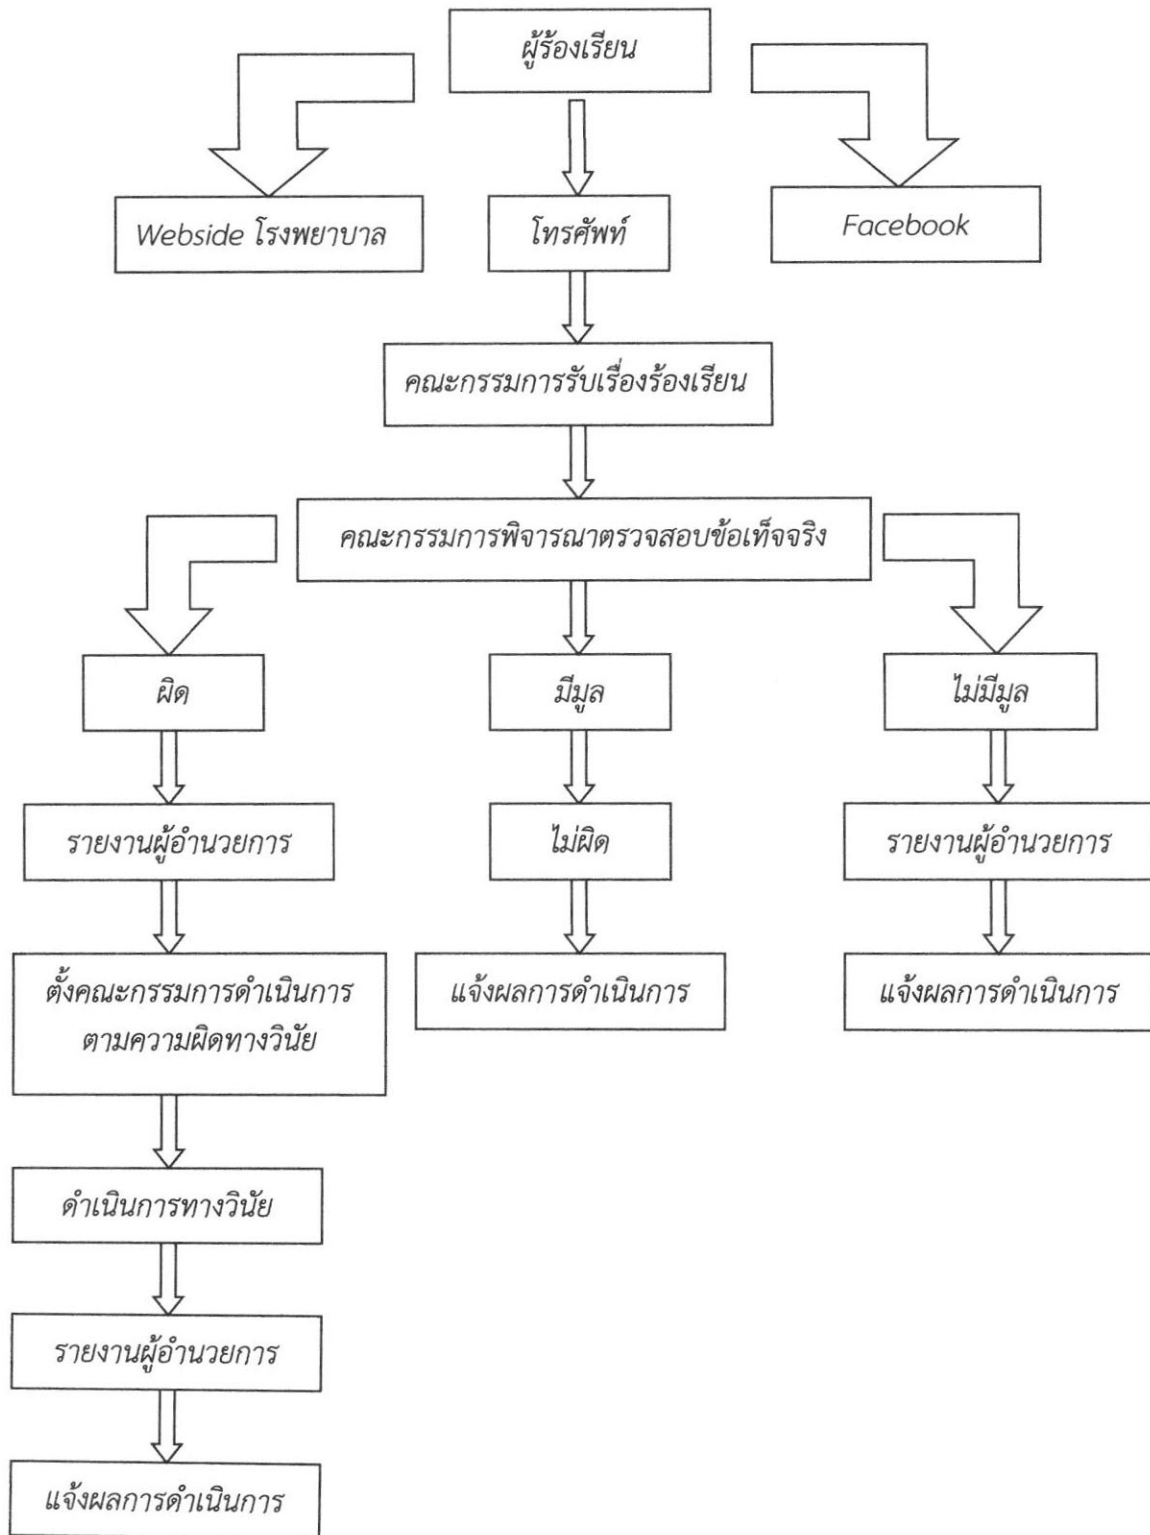 ผู้ร้องเรียน
Webside โรงพยาบาล
โทรศัพท์
Facebook
คณะกรรมการรับเรื่องร้องเรียน
คณะกรรมการพิจารณาตรวจสอบข้อเท็จจริง
ผิด
มีมูล
ไม่มีมูล
รายงานผู้อำนวยการ
ไม่ผิด
รายงานผู้อำนวยการ
ตั้งคณะกรรมการดำเนินการ
ตามความผิดทางวินัย
แจ้งผลการดำเนินการ
แจ้งผลการดำเนินการ
ดำเนินการทางวินัย
รายงานผู้อำนวยการ
แจ้งผลการดำเนินการ